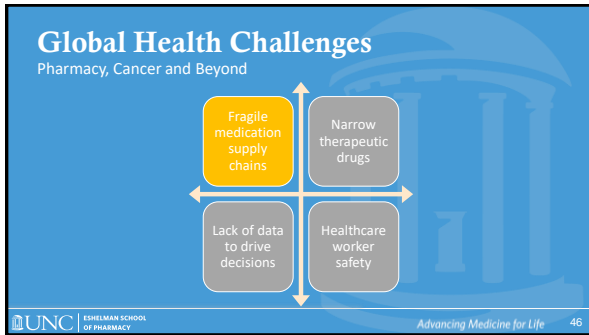 Global Health Challenges
Pharmacy, Cancer and Beyond
Fragile
medication
supply
chains
Narrow
therapeutic
drugs
Lack of data
to drive
decisions
Healthcare
worker
safety
UNC
ESHELMAN SCHOOL
OF PHARMACY
Advancing Medicine for Life
46